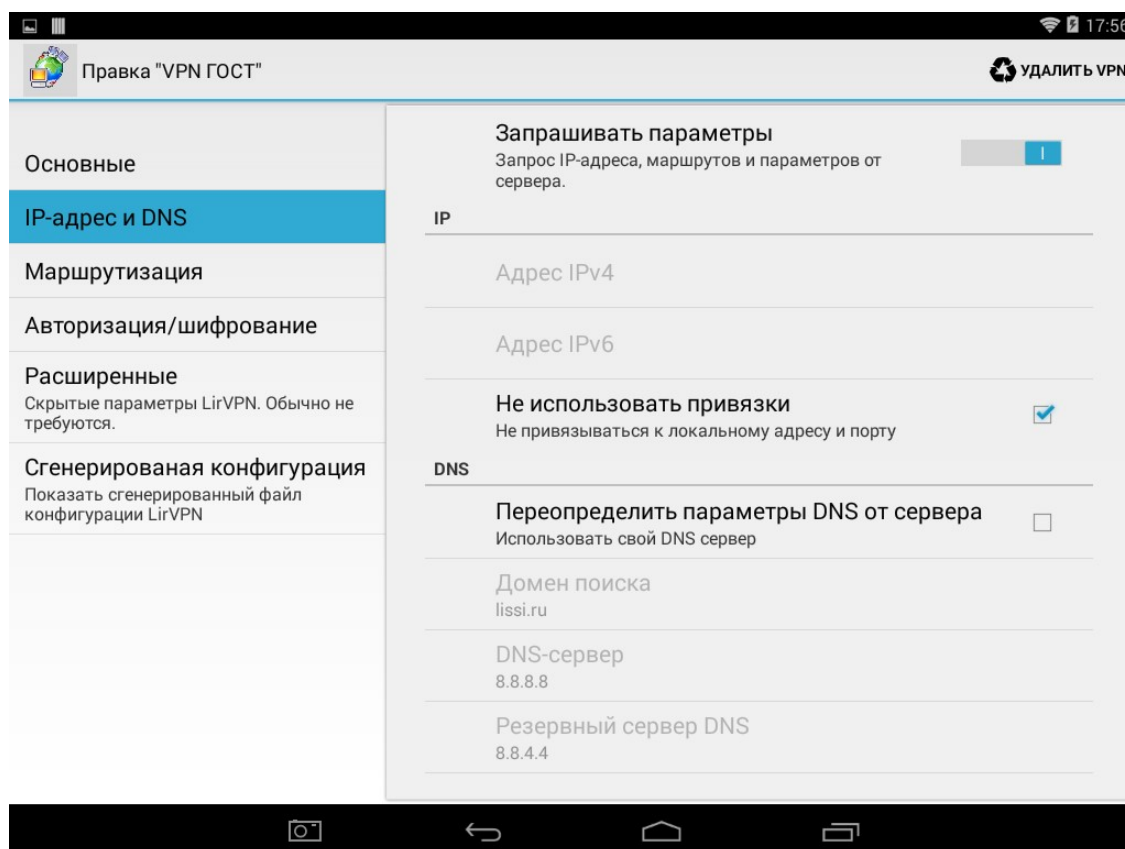 17:56
Правка "VPN ГОСТ"
УДАЛИТЬ VPN
Основные
IP-адрес и DNS
Маршрутизация
Авторизация/шифрование
Расширенные
Скрытые параметры LirVPN. Обычно не
требуются.
Сгенерированая конфигурация
Показать сгенерированный файл
конфигурации LirVPN
Запрашивать параметры
Запрос IP-адреса, маршрутов и параметров от
сервера.
IP
Адрес IPv4
Адрес IPv6
Не использовать привязки
Не привязываться к локальному адресу и порту
DNS
Переопределить параметры DNS от сервера
Использовать свой DNS сервер
Домен поиска
lissi.ru
DNS-сервер
8.8.8.8
Резервный сервер DNS
8.8.4.4